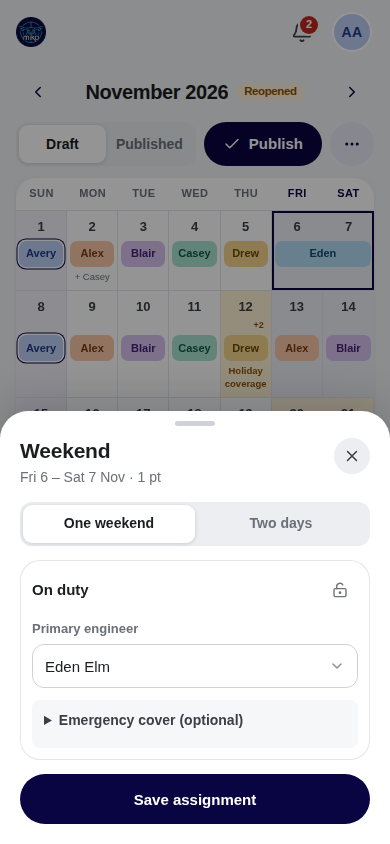 miko
2
AA
November 2026 Reopened
Draft Published Publish
SUN MON TUE WED THU FRI SAT
1 2 3 4 5 6 7
Avery Alex Blair Casey Drew Eden
+ Casey
8 9 10 11 12 13 14
+2
Avery Alex Blair Casey Drew Alex Blair
Holiday
coverage
Weekend
Fri 6 – Sat 7 Nov · 1 pt
One weekend Two days
On duty
Primary engineer
Eden Elm
Emergency cover (optional)
Save assignment